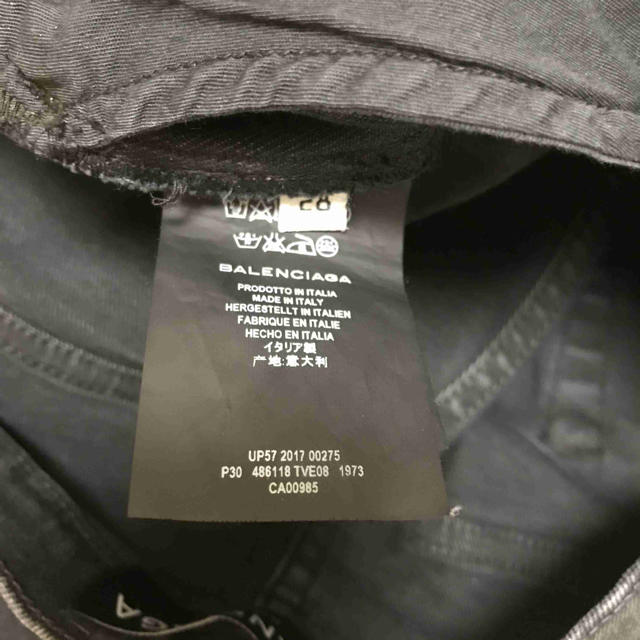 28
BALENCIAGA
PRODOTTO IN ITALIA
MADE IN ITALY
HERGESTELLT IN ITALIEN
FABRIQUE EN ITALIE
HECHO EN ITALIA
イタリア製
产地:意大利
UP57 2017 00275
P30 486118 TVE08 1973
CA00985